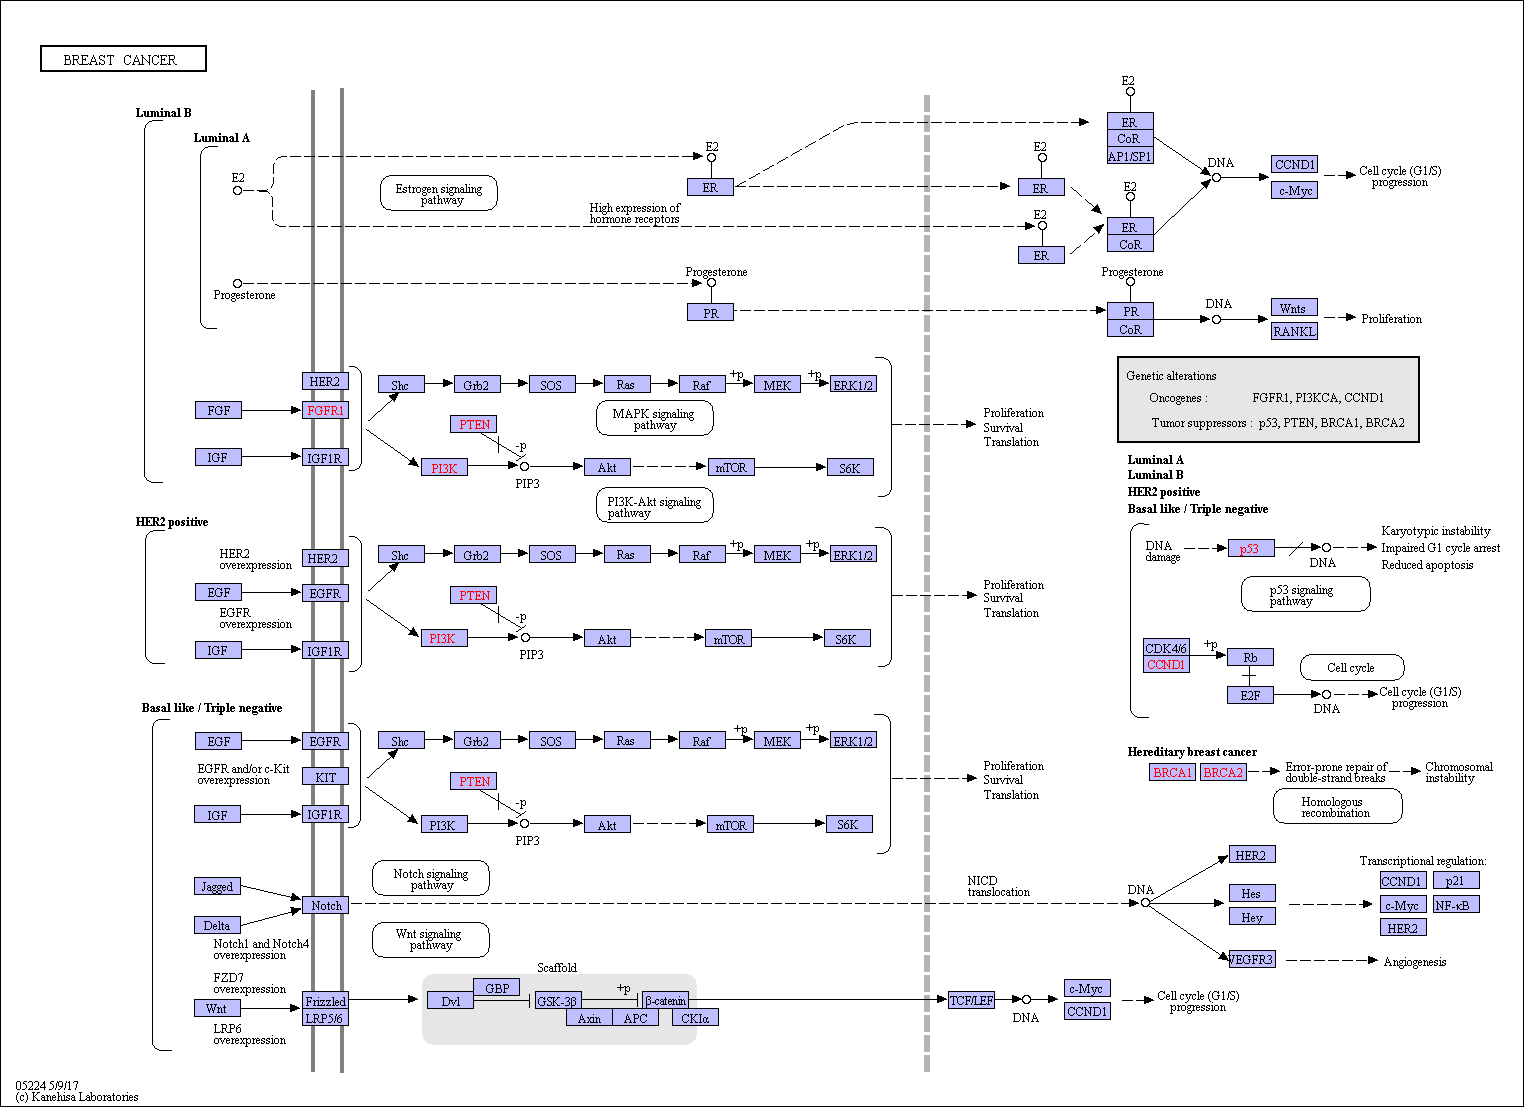 BREAST CANCER
Luminal B
Luminal A
E2
E2
High expression of
hormone receptors
Estrogen signaling
pathway
ER
E2
ER
E2
ER
E2
ER
CoR
AP1/SP1
E2
ER
CoR
DNA
CCND1
c-Myc
Cell cycle (G1/S)
progression
Progesterone
Progesterone
PR
Progesterone
PR
CoR
DNA
Wnts
RANKL
Proliferation
HER2
FGF
FGFR1
IGF
IGF1R
Shc
Grb2
SOS
Ras
Raf
+p
MEK
+p
ERK1/2
MAPK signaling
pathway
PTEN
-p
PI3K
PIP3
Akt
mTOR
S6K
PI3K-Akt signaling
pathway
Proliferation
Survival
Translation
Genetic alterations
Oncogenes : FGFR1, PI3KCA, CCND1
Tumor suppressors : p53, PTEN, BRCA1, BRCA2
HER2 positive
HER2
overexpression
HER2
EGF
EGFR
EGFR
overexpression
IGF
IGF1R
Shc
Grb2
SOS
Ras
Raf
+p
MEK
+p
ERK1/2
PTEN
-p
PI3K
PIP3
Akt
mTOR
S6K
Proliferation
Survival
Translation
Luminal A
Luminal B
HER2 positive
Basal like / Triple negative
DNA
damage
p53
DNA
Karyotypic instability
Impaired G1 cycle arrest
Reduced apoptosis
p53 signaling
pathway
CDK4/6
CCND1
+p
Rb
E2F
Cell cycle
DNA
Cell cycle (G1/S)
progression
Basal like / Triple negative
EGF
EGFR
EGFR and/or c-Kit
overexpression
KIT
IGF
IGF1R
Shc
Grb2
SOS
Ras
Raf
+p
MEK
+p
ERK1/2
PTEN
-p
PI3K
PIP3
Akt
mTOR
S6K
Proliferation
Survival
Translation
Hereditary breast cancer
BRCA1
BRCA2
Error-prone repair of
double-strand breaks
Chromosomal
instability
Homologous
recombination
Jagged
Delta
Notch
Notch1 and Notch4
overexpression
Notch signaling
pathway
NICD
translocation
DNA
HER2
Hes
Hey
VEGFR3
Transcriptional regulation:
CCND1
p21
c-Myc
NF-κB
HER2
Angiogenesis
Wnt signaling
pathway
FZD7
overexpression
Wnt
LRP6
overexpression
Frizzled
LRP5/6
Scaffold
Dvl
GBP
GSK-3β
+p
β-catenin
Axin
APC
CKIα
TCF/LEF
DNA
c-Myc
CCND1
Cell cycle (G1/S)
progression
05224 5/9/17
(c) Kanehisa Laboratories